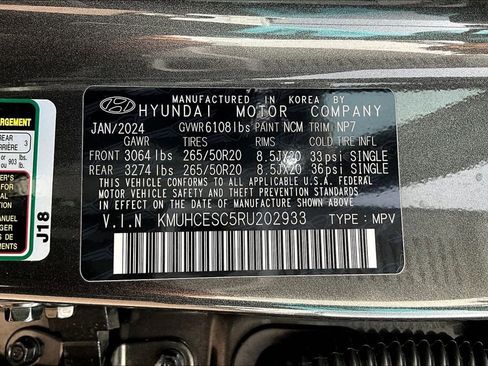 MANUFACTURED IN KOREA BY
HYUNDAI MOTOR COMPANY
JAN/2024 GVWR 6108lbs PAINT NCM TRIM NP7
GAWR TIRES RIMS COLD TIRE INFL
FRONT 3064 lbs 265/50R20 8.5JX20 33psi SINGLE
REAR 3274 lbs 265/50R20 8.5JX20 36psi SINGLE
THIS VEHICLE CONFORMS TO ALL APPLICABLE U.S.A. FEDERAL
MOTOR VEHICLE SAFETY AND THEFT PREVENTION STANDARDS
IN EFFECT ON THE DATE OF MANUFACTURE SHOWN ABOVE.
V.I.N KMUHCESC5RU202933 TYPE : MPV
REAR
3
903
J18